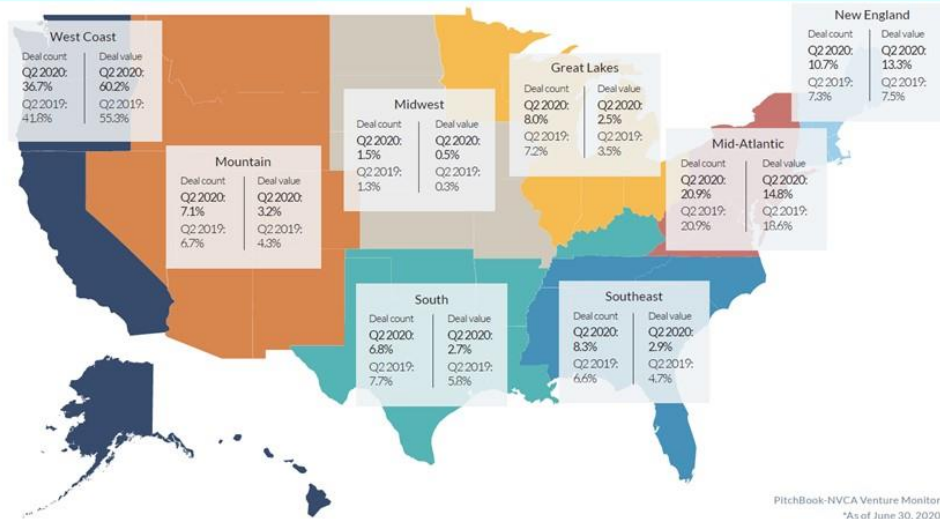 West Coast
Deal count Deal value
Q2 2020: Q2 2020:
36.7% 60.2%
Q2 2019: Q2 2019:
41.8% 55.3%
Mountain
Deal count Deal value
Q2 2020: Q2 2020:
7.1% 3.2%
Q2 2019: Q2 2019:
6.7% 4.3%
Midwest
Deal count Deal value
Q2 2020: Q2 2020:
1.5% 0.5%
Q2 2019: Q2 2019:
1.3% 0.3%
Great Lakes
Deal count Deal value
Q2 2020: Q2 2020:
8.0% 2.5%
Q2 2019: Q2 2019:
7.2% 3.5%
New England
Deal count Deal value
Q2 2020: Q2 2020:
10.7% 13.3%
Q2 2019: Q2 2019:
7.3% 7.5%
Mid-Atlantic
Deal count Deal value
Q2 2020: Q2 2020:
20.9% 14.8%
Q2 2019: Q2 2019:
20.9% 18.6%
South
Deal count Deal value
Q2 2020: Q2 2020:
6.8% 2.7%
Q2 2019: Q2 2019:
7.7% 5.8%
Southeast
Deal count Deal value
Q2 2020: Q2 2020:
8.3% 2.9%
Q2 2019: Q2 2019:
6.6% 4.7%
PitchBook-NVCA Venture Monitor
*As of June 30, 2020